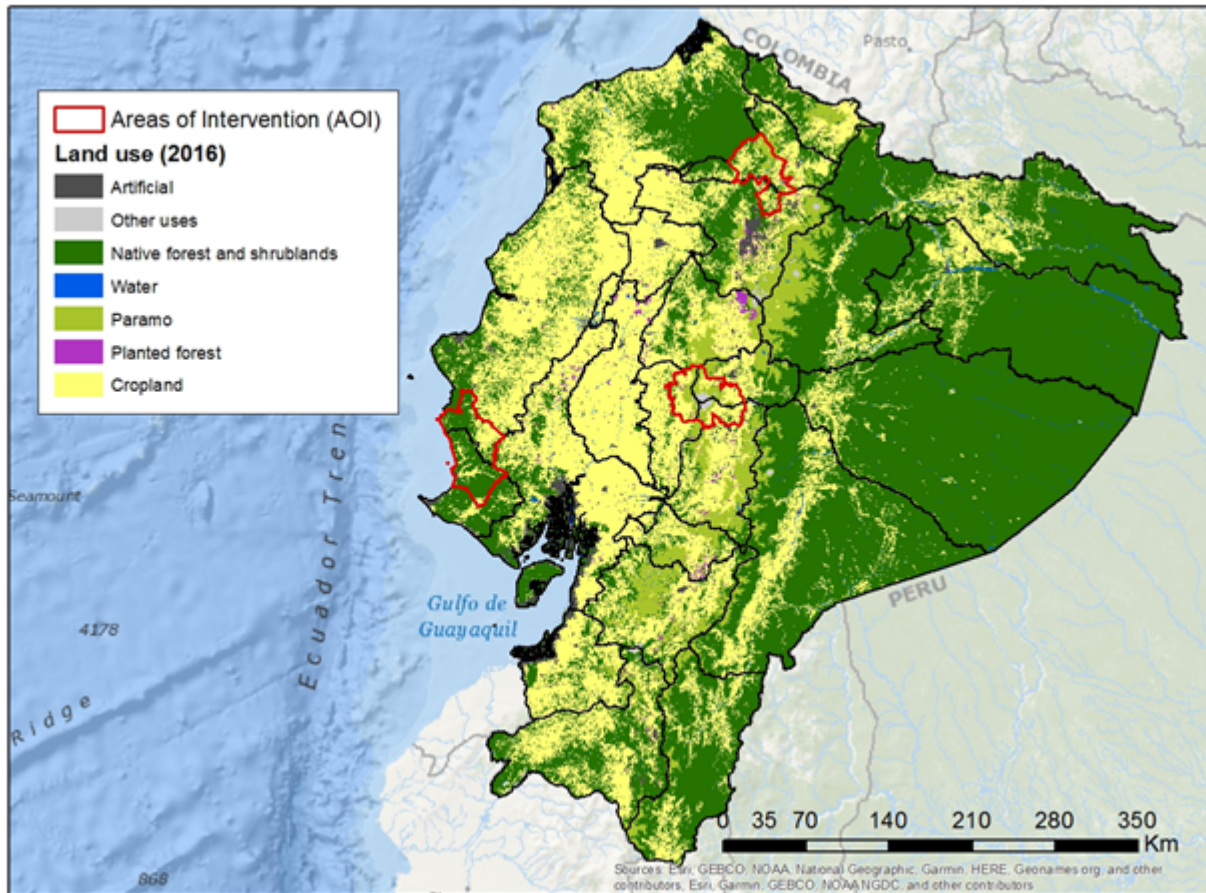 COLOMBIA
Pasto
Areas of Intervention (AOI)
Land use (2016)
Artificial
Other uses
Native forest and shrublands
Water
Paramo
Planted forest
Cropland
Seamount
Ecuador Tren
4178
Gulfo de
Guayaquil
PERU
Ridge
868
0 35 70 140 210 280 350
Km
Sources: Esri, GEBCO, NOAA, National Geographic, Garmin, HERE, Geonames.org, and other
contributors, Esri, Garmin, GEBCO, NOAA NGDC, and other contributors